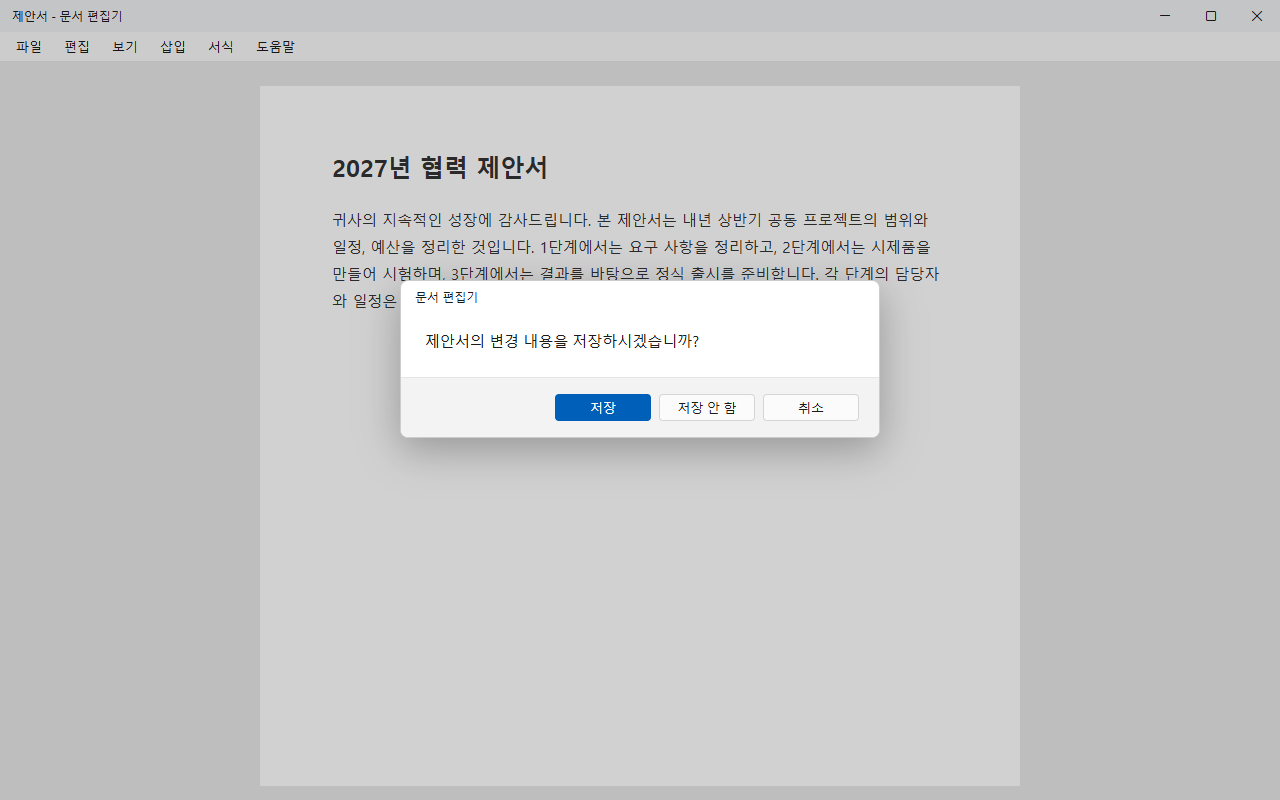 제안서 - 문서 편집기
파일 편집 보기 삽입 서식 도움말
2027년 협력 제안서
귀사의 지속적인 성장에 감사드립니다. 본 제안서는 내년 상반기 공동 프로젝트의 범위와
일정, 예산을 정리한 것입니다. 1단계에서는 요구 사항을 정리하고, 2단계에서는 시제품을
만들어 시험하며, 3단계에서는 결과를 바탕으로 정식 출시를 준비합니다. 각 단계의 담당자
와 일정은
문서 편집기
제안서의 변경 내용을 저장하시겠습니까?
저장 저장 안 함 취소